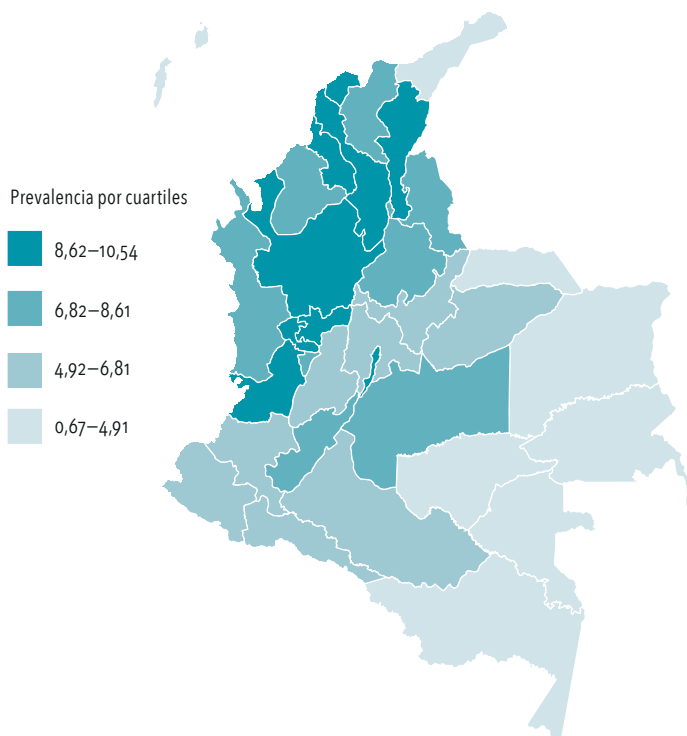 Prevalencia por cuartiles
8,62–10,54
6,82–8,61
4,92–6,81
0,67–4,91